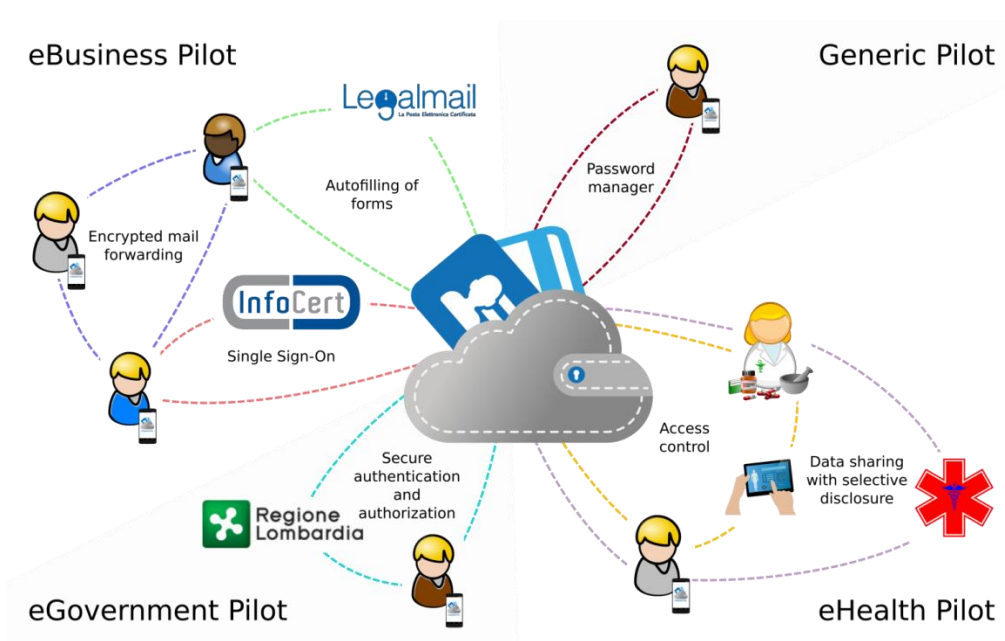 eBusiness Pilot
Generic Pilot
Legalmail
La Posta Elettronica Certificata
Autofilling of
forms
Password
manager
Encrypted mail
forwarding
InfoCert
Single Sign-On
Access
control
Secure
authentication
and
authorization
Data sharing
with selective
disclosure
Regione
Lombardia
eGovernment Pilot
eHealth Pilot